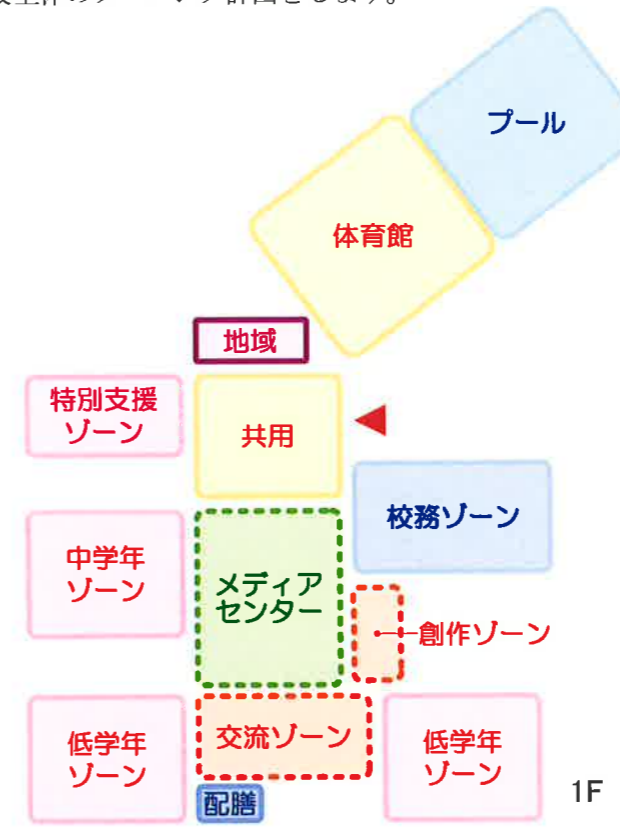 プール
体育館
地域
特別支援
ゾーン
共用
校務ゾーン
中学年
ゾーン
メディア
センター
創作ゾーン
低学年
ゾーン
交流ゾーン
低学年
ゾーン
配膳
1F